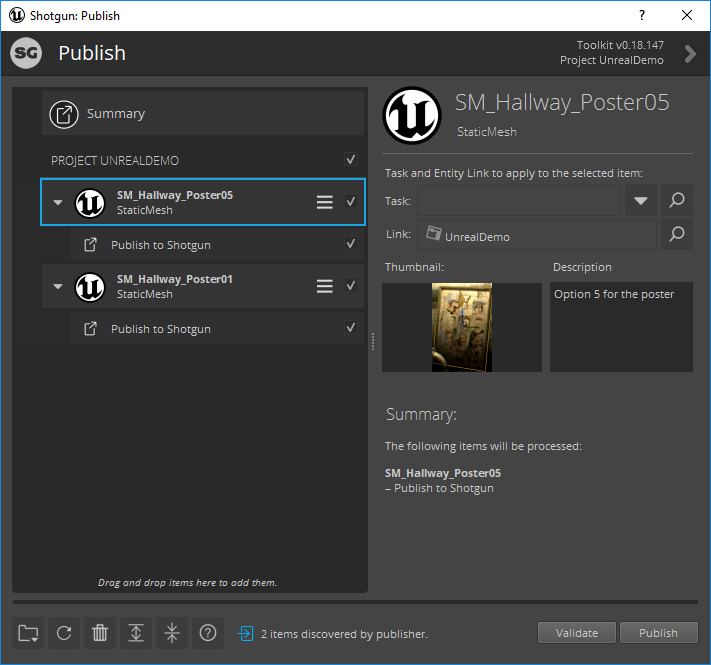 Shotgun: Publish
?
SG
Publish
Toolkit v0.18.147
Project UnrealDemo
Summary
PROJECT UNREALDEMO
SM_Hallway_Poster05
StaticMesh
Publish to Shotgun
SM_Hallway_Poster01
StaticMesh
Publish to Shotgun
Drag and drop items here to add them.
SM_Hallway_Poster05
StaticMesh
Task and Entity Link to apply to the selected item:
Task:
Link: UnrealDemo
Thumbnail:
Description
Option 5 for the poster
Summary:
The following items will be processed:
SM_Hallway_Poster05
– Publish to Shotgun
?
2 items discovered by publisher.
Validate
Publish